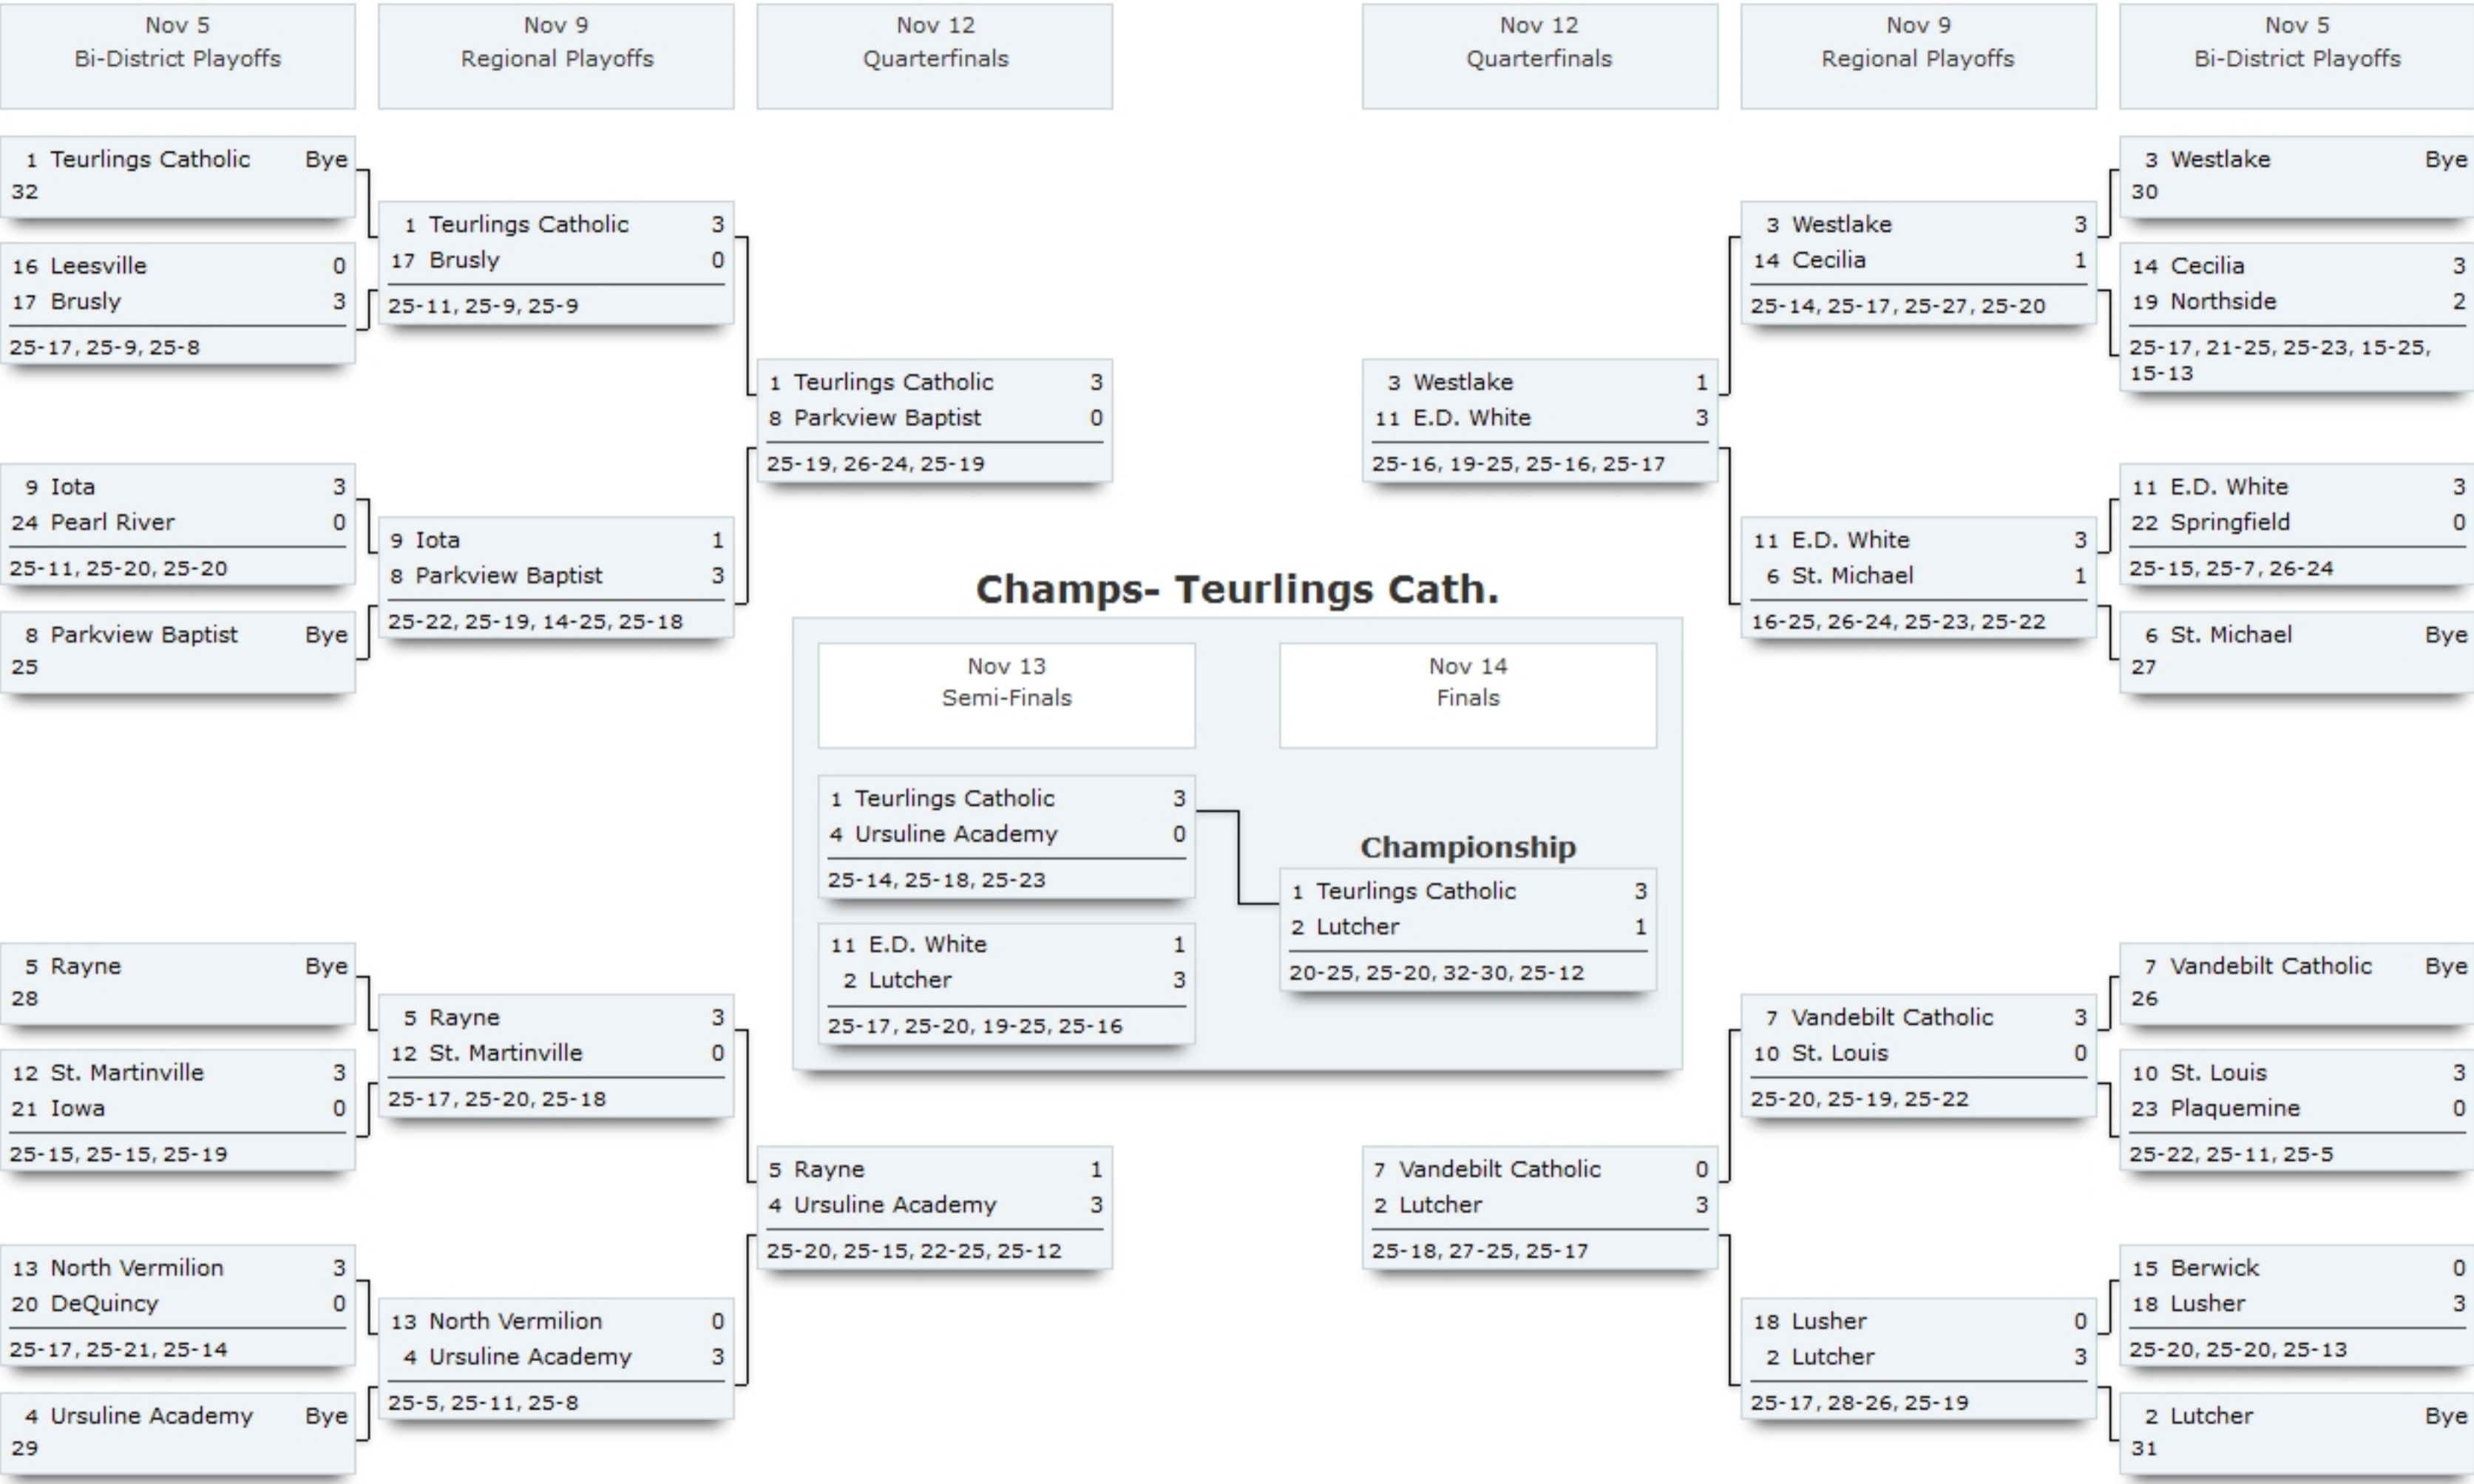 Nov 5
Bi-District Playoffs
Nov 9
Regional Playoffs
Nov 12
Quarterfinals
Nov 12
Quarterfinals
Nov 9
Regional Playoffs
Nov 5
Bi-District Playoffs
1 Teurlings Catholic Bye
32
16 Leesville 0
17 Brusly 3
25-17, 25-9, 25-8
9 Iota 3
24 Pearl River 0
25-11, 25-20, 25-20
8 Parkview Baptist Bye
25
5 Rayne Bye
28
12 St. Martinville 3
21 Iowa 0
25-15, 25-15, 25-19
13 North Vermilion 3
20 DeQuincy 0
25-17, 25-21, 25-14
4 Ursuline Academy Bye
29
1 Teurlings Catholic 3
17 Brusly 0
25-11, 25-9, 25-9
9 Iota 1
8 Parkview Baptist 3
25-22, 25-19, 14-25, 25-18
5 Rayne 3
12 St. Martinville 0
25-17, 25-20, 25-18
13 North Vermilion 0
4 Ursuline Academy 3
25-5, 25-11, 25-8
1 Teurlings Catholic 3
8 Parkview Baptist 0
25-19, 26-24, 25-19
5 Rayne 1
4 Ursuline Academy 3
25-20, 25-15, 22-25, 25-12
Champs- Teurlings Cath.
Nov 13
Semi-Finals
Nov 14
Finals
1 Teurlings Catholic 3
4 Ursuline Academy 0
25-14, 25-18, 25-23
11 E.D. White 1
2 Lutcher 3
25-17, 25-20, 19-25, 25-16
Championship
1 Teurlings Catholic 3
2 Lutcher 1
20-25, 25-20, 32-30, 25-12
3 Westlake 1
11 E.D. White 3
25-16, 19-25, 25-16, 25-17
7 Vandebilt Catholic 0
2 Lutcher 3
25-18, 27-25, 25-17
3 Westlake 3
14 Cecilia 1
25-14, 25-17, 25-27, 25-20
11 E.D. White 3
6 St. Michael 1
16-25, 26-24, 25-23, 25-22
7 Vandebilt Catholic 3
10 St. Louis 0
25-20, 25-19, 25-22
18 Lusher 0
2 Lutcher 3
25-17, 28-26, 25-19
3 Westlake Bye
30
14 Cecilia 3
19 Northside 2
25-17, 21-25, 25-23, 15-25,
15-13
11 E.D. White 3
22 Springfield 0
25-15, 25-7, 26-24
6 St. Michael Bye
27
7 Vandebilt Catholic Bye
26
10 St. Louis 3
23 Plaquemine 0
25-22, 25-11, 25-5
15 Berwick 0
18 Lusher 3
25-20, 25-20, 25-13
2 Lutcher Bye
31